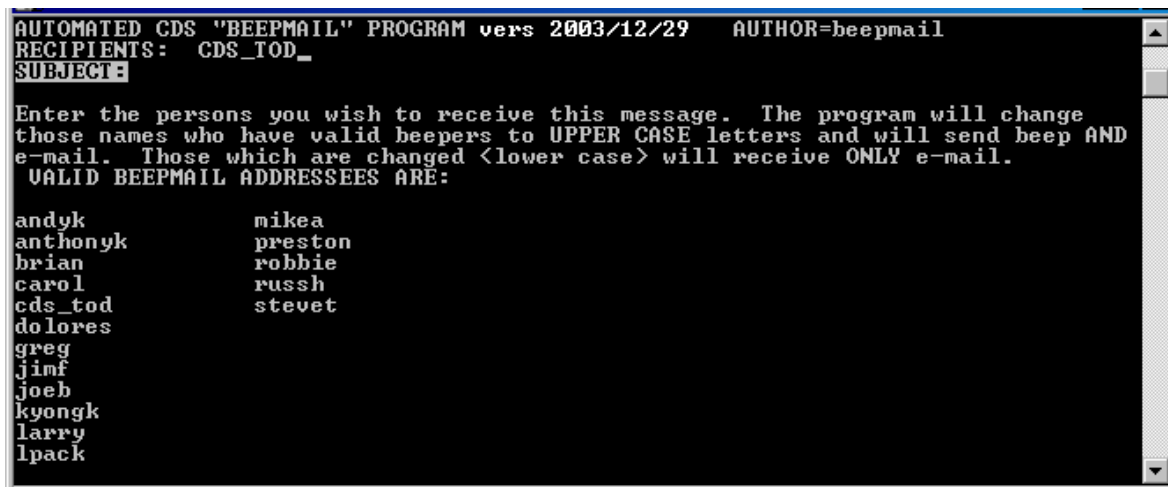 AUTOMATED CDS "BEEPMAIL" PROGRAM vers 2003/12/29 AUTHOR=beepmail
RECIPIENTS: CDS_TOD_
SUBJECT:
Enter the persons you wish to receive this message. The program will change
those names who have valid beepers to UPPER CASE letters and will send beep AND
e-mail. Those which are changed <lower case> will receive ONLY e-mail.
VALID BEEPMAIL ADDRESSEES ARE:
andyk mikea
anthonyk preston
brian robbie
carol russh
cds_tod stevet
dolores
greg
jimf
joeb
kyongk
larry
lpack